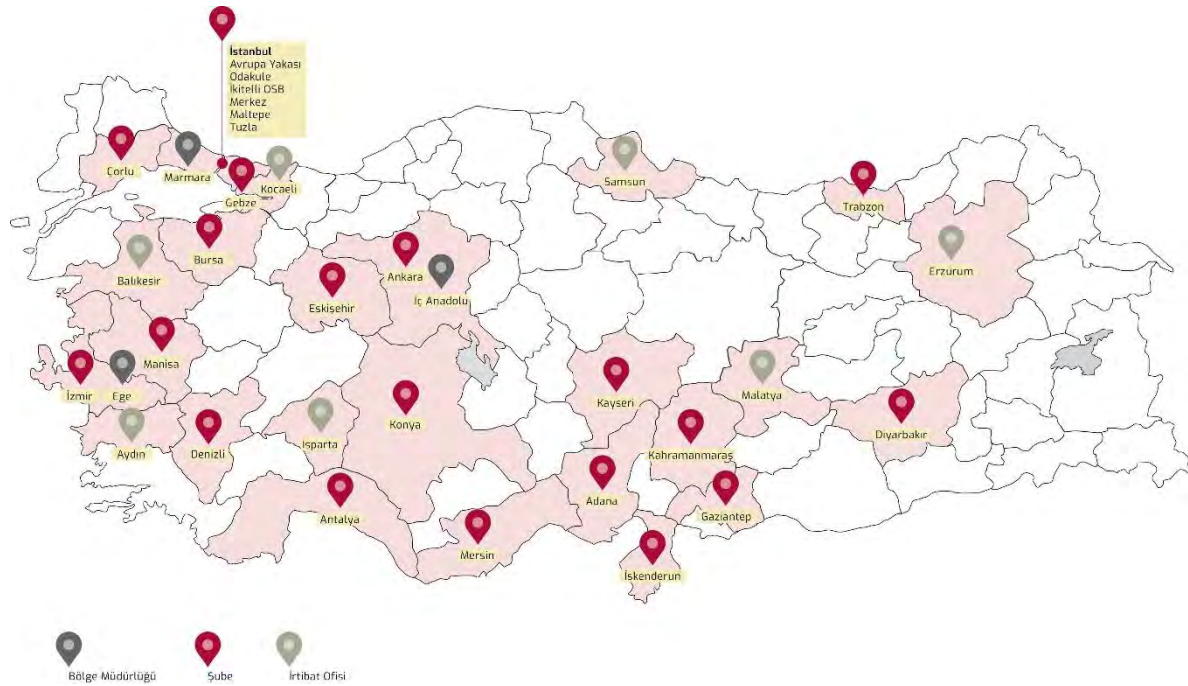 İstanbul
Avrupa Yakası
Odakule
İkitelli OSB
Merkez
Maltepe
Tuzla
Çorlu
Marmara
Gebze
Kocaeli
Samsun
Trabzon
Bursa
Balıkesir
Ankara
Eskişehir
İç Anadolu
Erzurum
Manisa
İzmir
Ege
Konya
Kayseri
Malatya
Aydın
Denizli
Isparta
Kahramanmaraş
Diyarbakır
Antalya
Adana
Gaziantep
Mersin
İskenderun
Bölge Müdürlüğü
Şube
İrtibat Ofisi